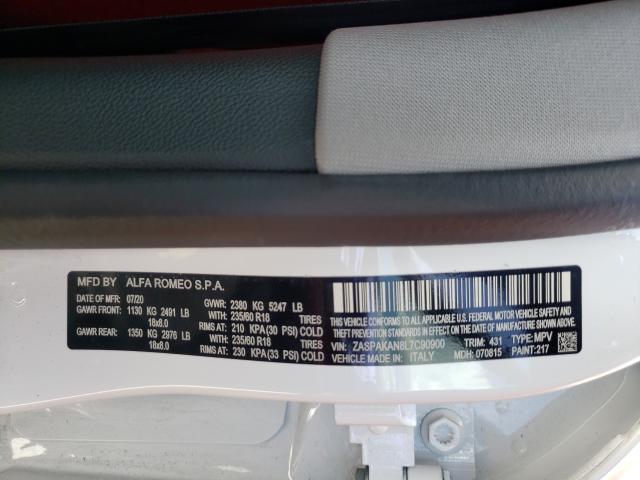 MFD BY ALFA ROMEO S.P.A.
DATE OF MFR: 07/20 GVWR: 2380 KG 5247 LB
GAWR FRONT: 1130 KG 2491 LB 235/60 R18 TIRES
18x8.0 RIMS AT: 210 KPA (30 PSI) COLD
GAWR REAR: 1350 KG 2976 LB WITH: 235/60 R18 TIRES
18x8.0 RIMS AT: 230 KPA (33 PSI) COLD
THIS VEHICLE CONFORMS TO ALL APPLICABLE
U.S. FEDERAL MOTOR VEHICLE SAFETY, BUMPER, AND
THEFT PREVENTION STANDARDS IN EFFECT ON THE DATE OF
MANUFACTURE SHOWN ABOVE.
VIN: ZASPAKAN8L7C90900 TRIM: 431 TYPE: MPV
VEHICLE MADE IN: ITALY MDH: 070815 PAINT: 217